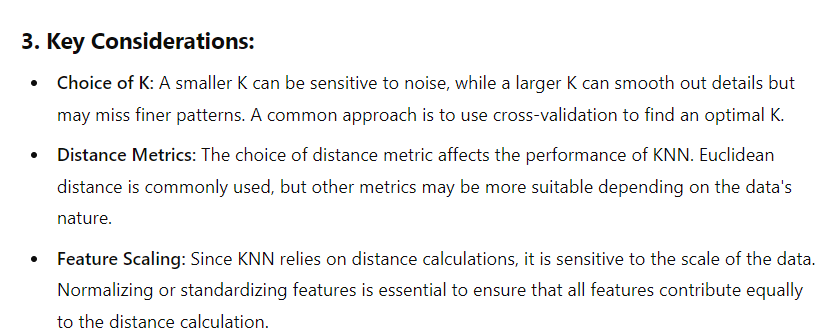 3. Key Considerations:
• Choice of K: A smaller K can be sensitive to noise, while a larger K can smooth out details but
may miss finer patterns. A common approach is to use cross-validation to find an optimal K.
• Distance Metrics: The choice of distance metric affects the performance of KNN. Euclidean
distance is commonly used, but other metrics may be more suitable depending on the data's
nature.
• Feature Scaling: Since KNN relies on distance calculations, it is sensitive to the scale of the data.
Normalizing or standardizing features is essential to ensure that all features contribute equally
to the distance calculation.